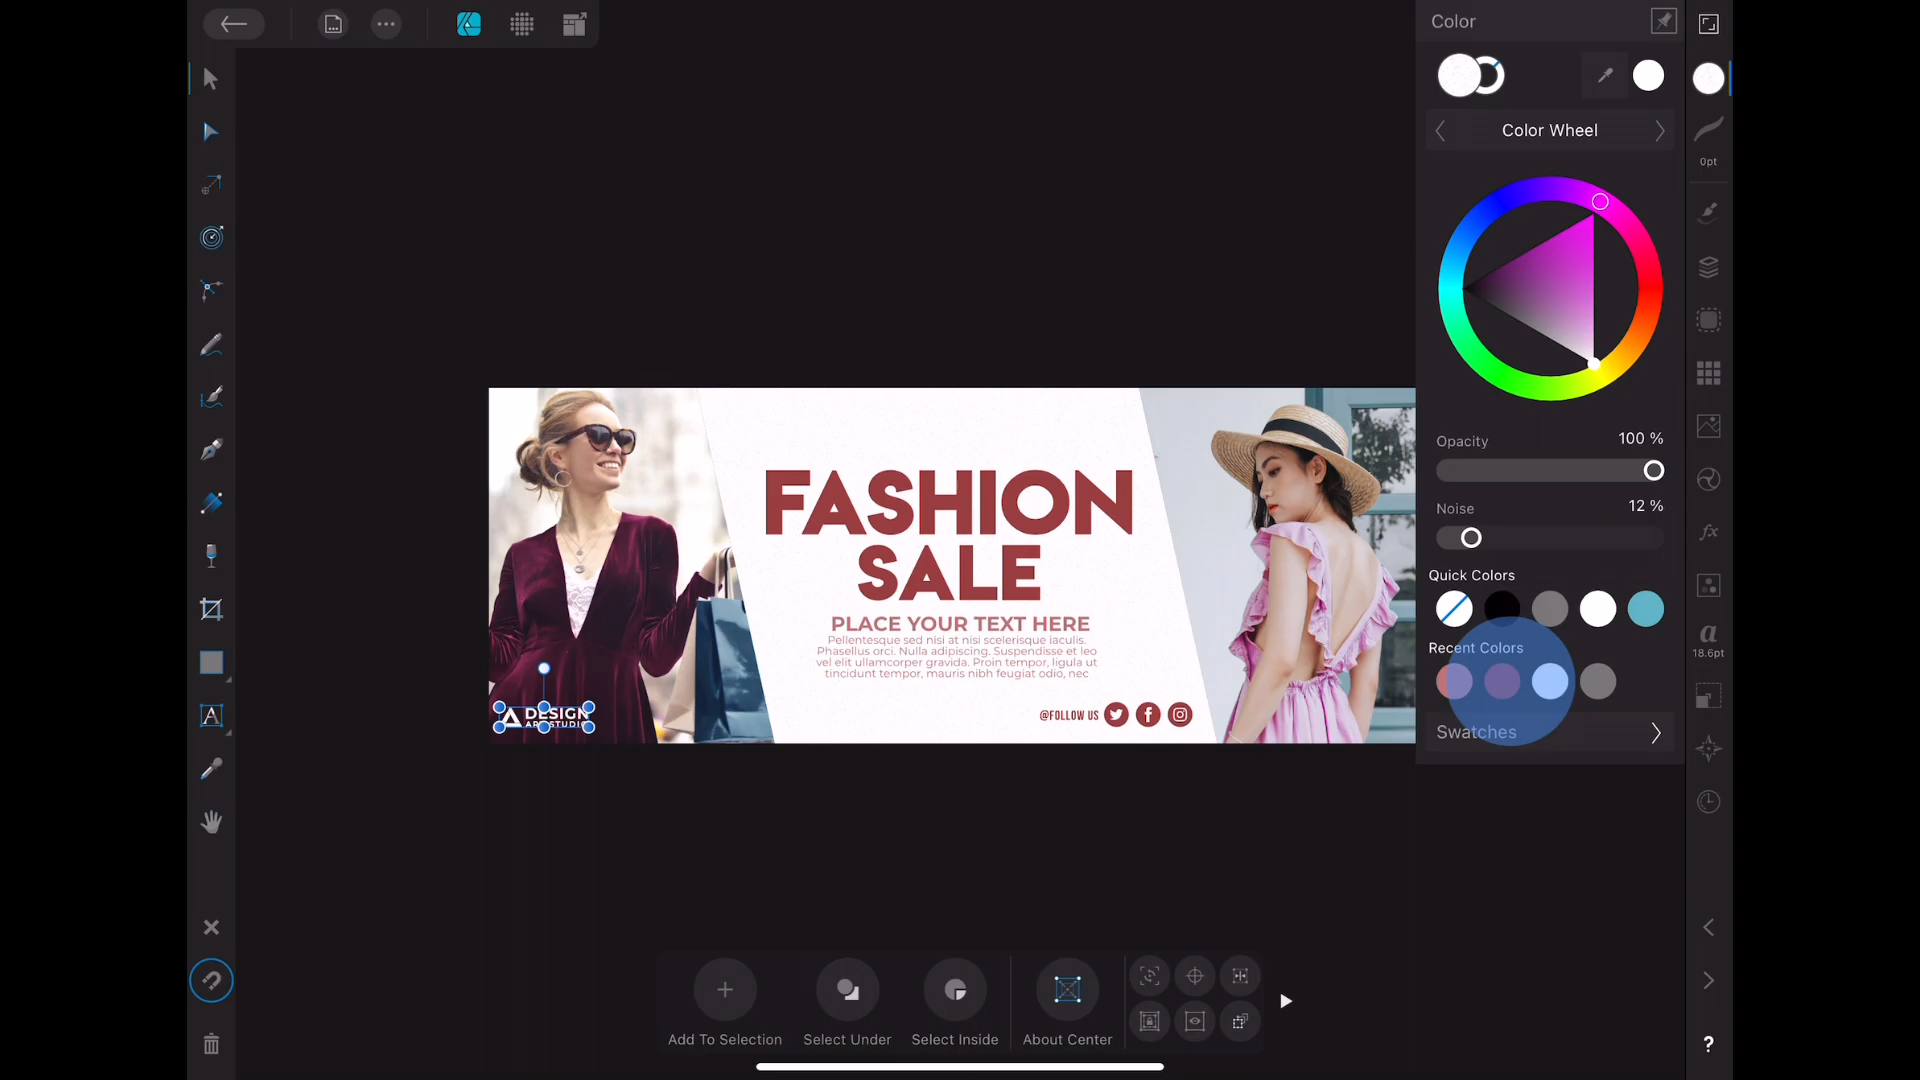 Color
Color Wheel
0pt
Opacity
100 %
Noise
12 %
Quick Colors
Recent Colors
Swatches
fx
a
18.6pt
FASHION
SALE
PLACE YOUR TEXT HERE
Pellentesque sed nisi at nisi scelerisque iaculis.
Phasellus orci. Nulla adipiscing. Suspendisse et leo
vel elit ullamcorper gravida. Proin tempor, ligula ut
tincidunt tempor, mauris nibh feugiat odio, nec
DESIGN
ART STUDIO
@FOLLOW US
A
Add To Selection
Select Under
Select Inside
About Center
?